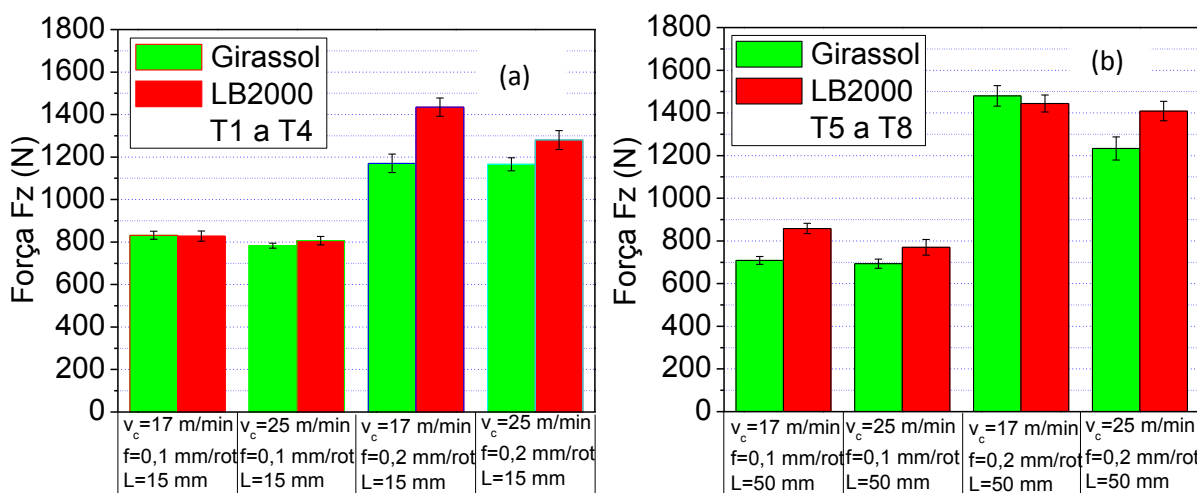 1800
1600
1400
1200
1000
800
600
400
200
0
Força Fz (N)
Girassol
LB2000
T1 a T4
(a)
v_c=17 m/min
f=0,1 mm/rot
L=15 mm
v_c=25 m/min
f=0,1 mm/rot
L=15 mm
v_c=17 m/min
f=0,2 mm/rot
L=15 mm
v_c=25 m/min
f=0,2 mm/rot
L=15 mm
1800
1600
1400
1200
1000
800
600
400
200
0
Força Fz (N)
Girassol
LB2000
T5 a T8
(b)
v_c=17 m/min
f=0,1 mm/rot
L=50 mm
v_c=25 m/min
f=0,1 mm/rot
L=50 mm
v_c=17 m/min
f=0,2 mm/rot
L=50 mm
v_c=25 m/min
f=0,2 mm/rot
L=50 mm